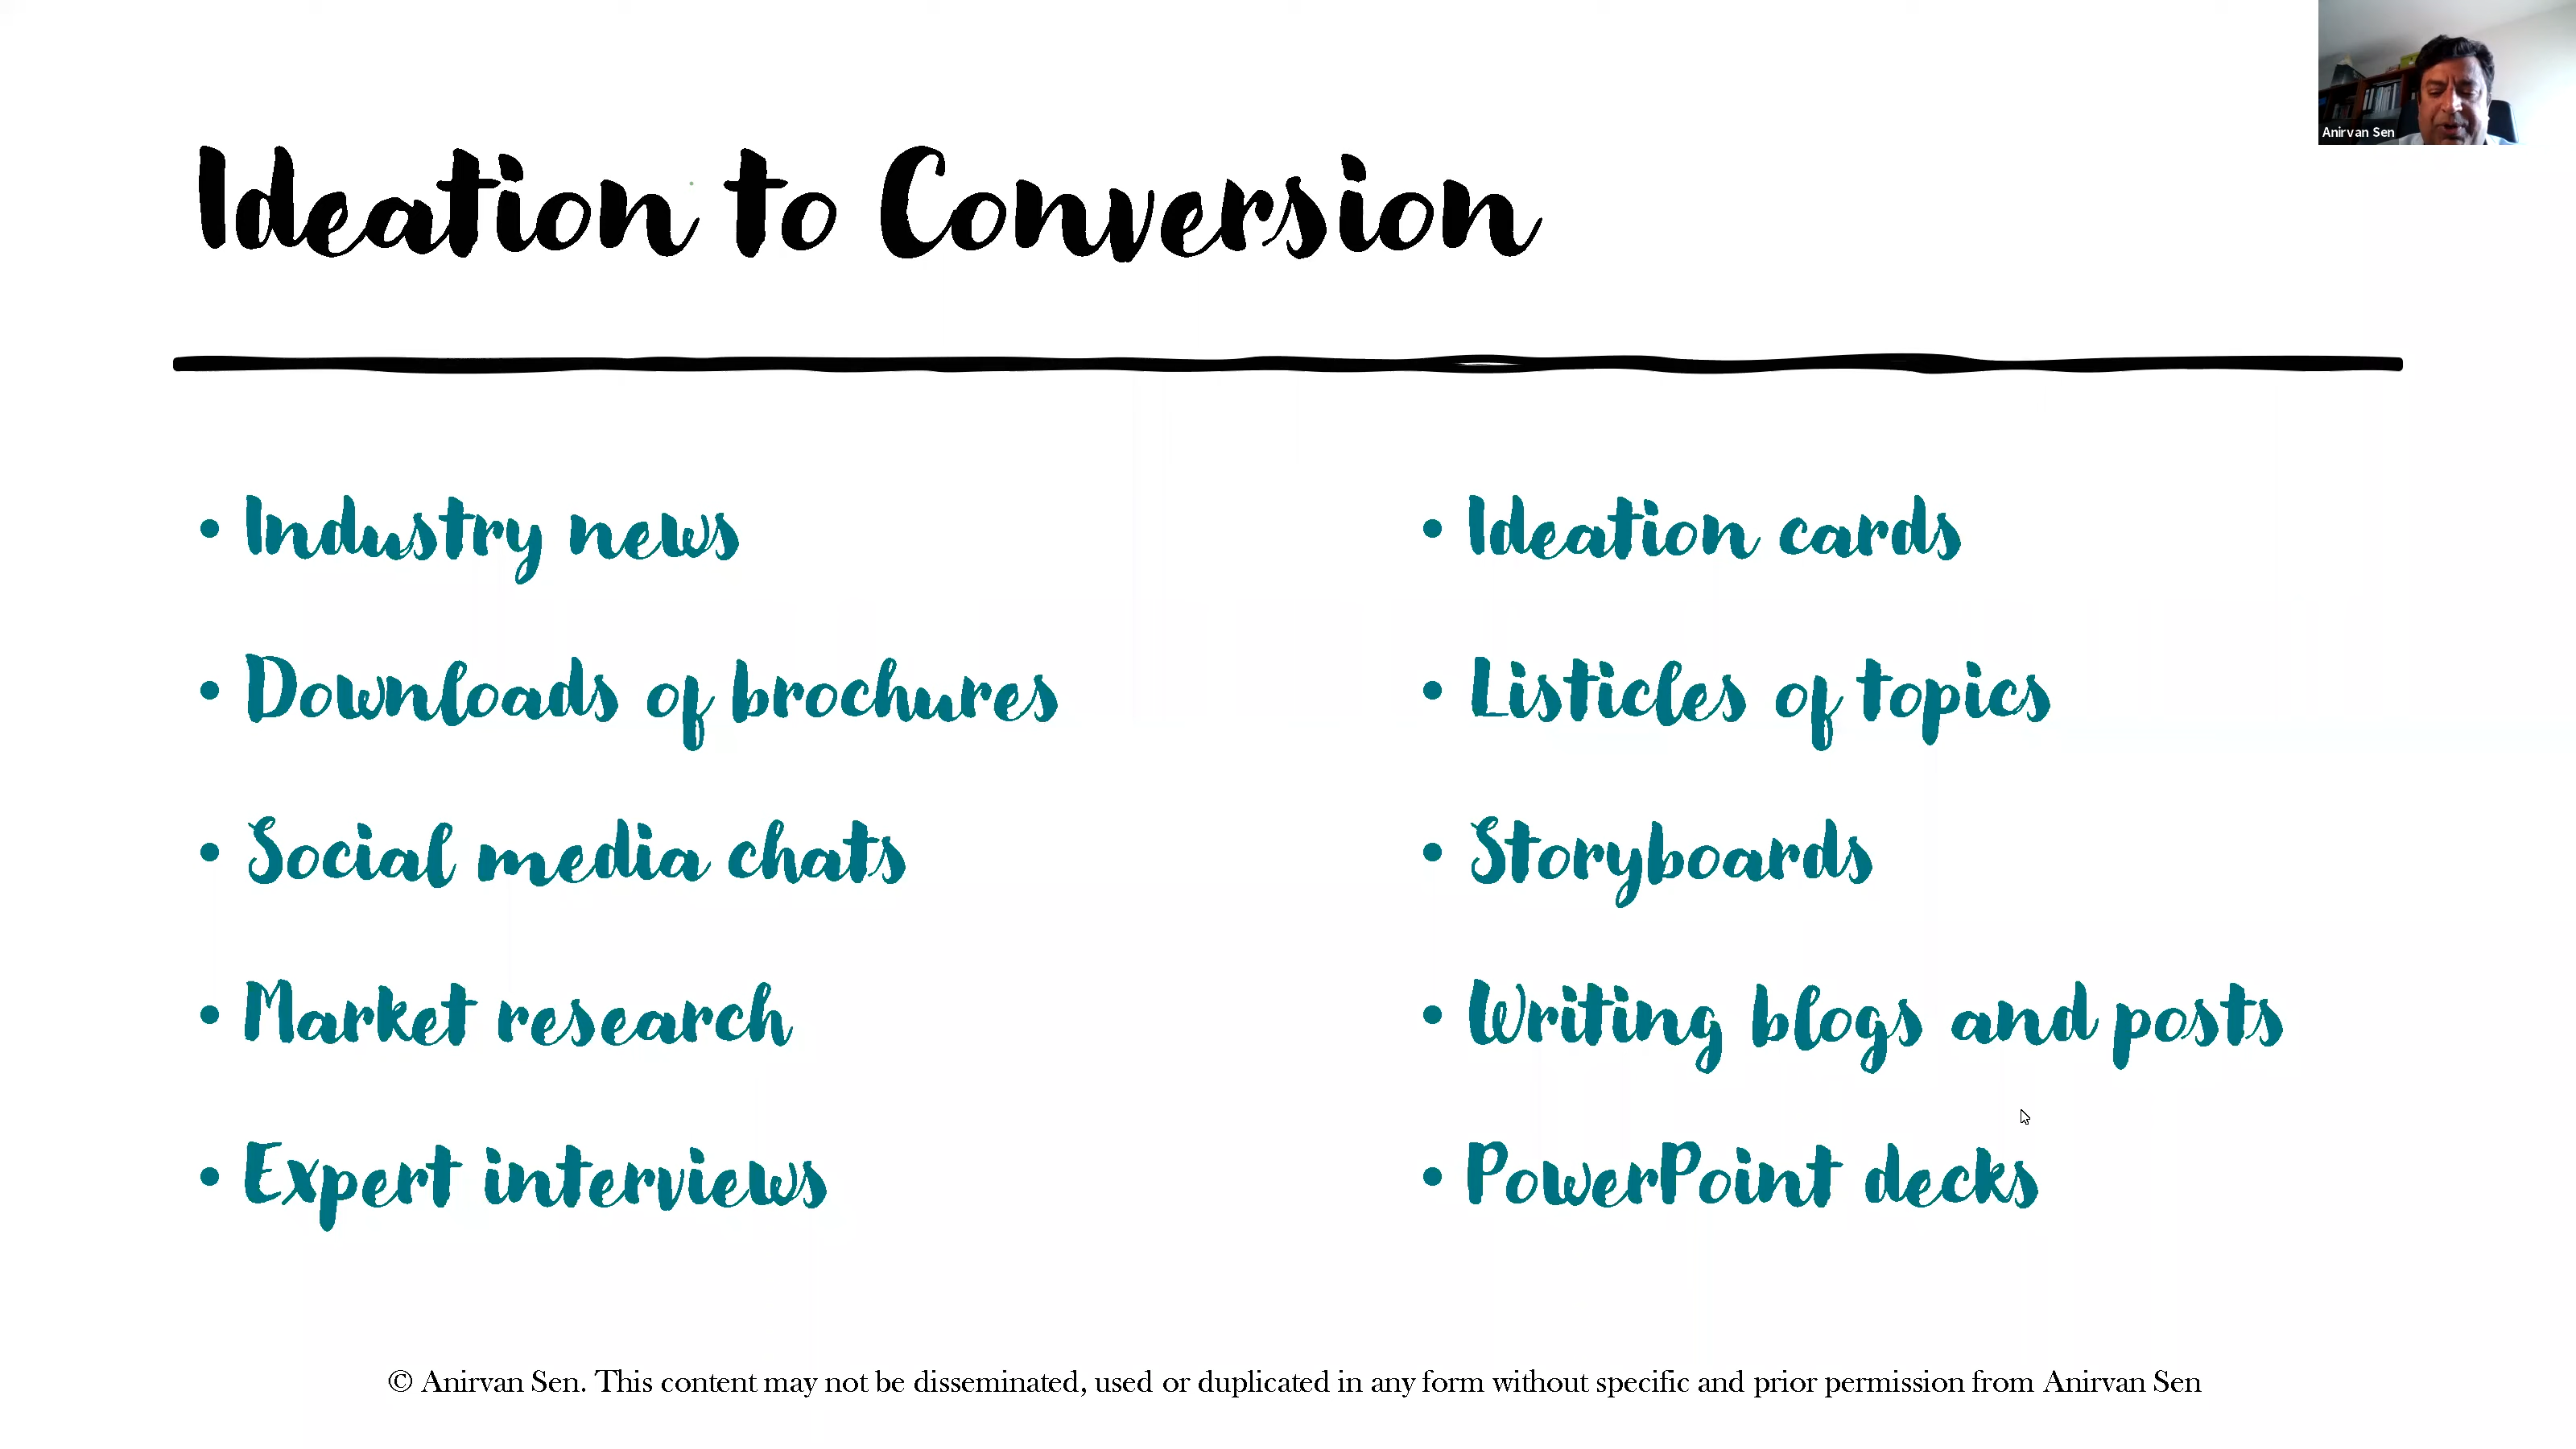 Anirvan Sen
Ideation to Conversion
• Industry news
• Downloads of brochures
• Social media chats
• Market research
• Expert interviews
• Ideation cards
• Listicles of topics
• Storyboards
• Writing blogs and posts
• PowerPoint decks
© Anirvan Sen. This content may not be disseminated, used or duplicated in any form without specific and prior permission from Anirvan Sen